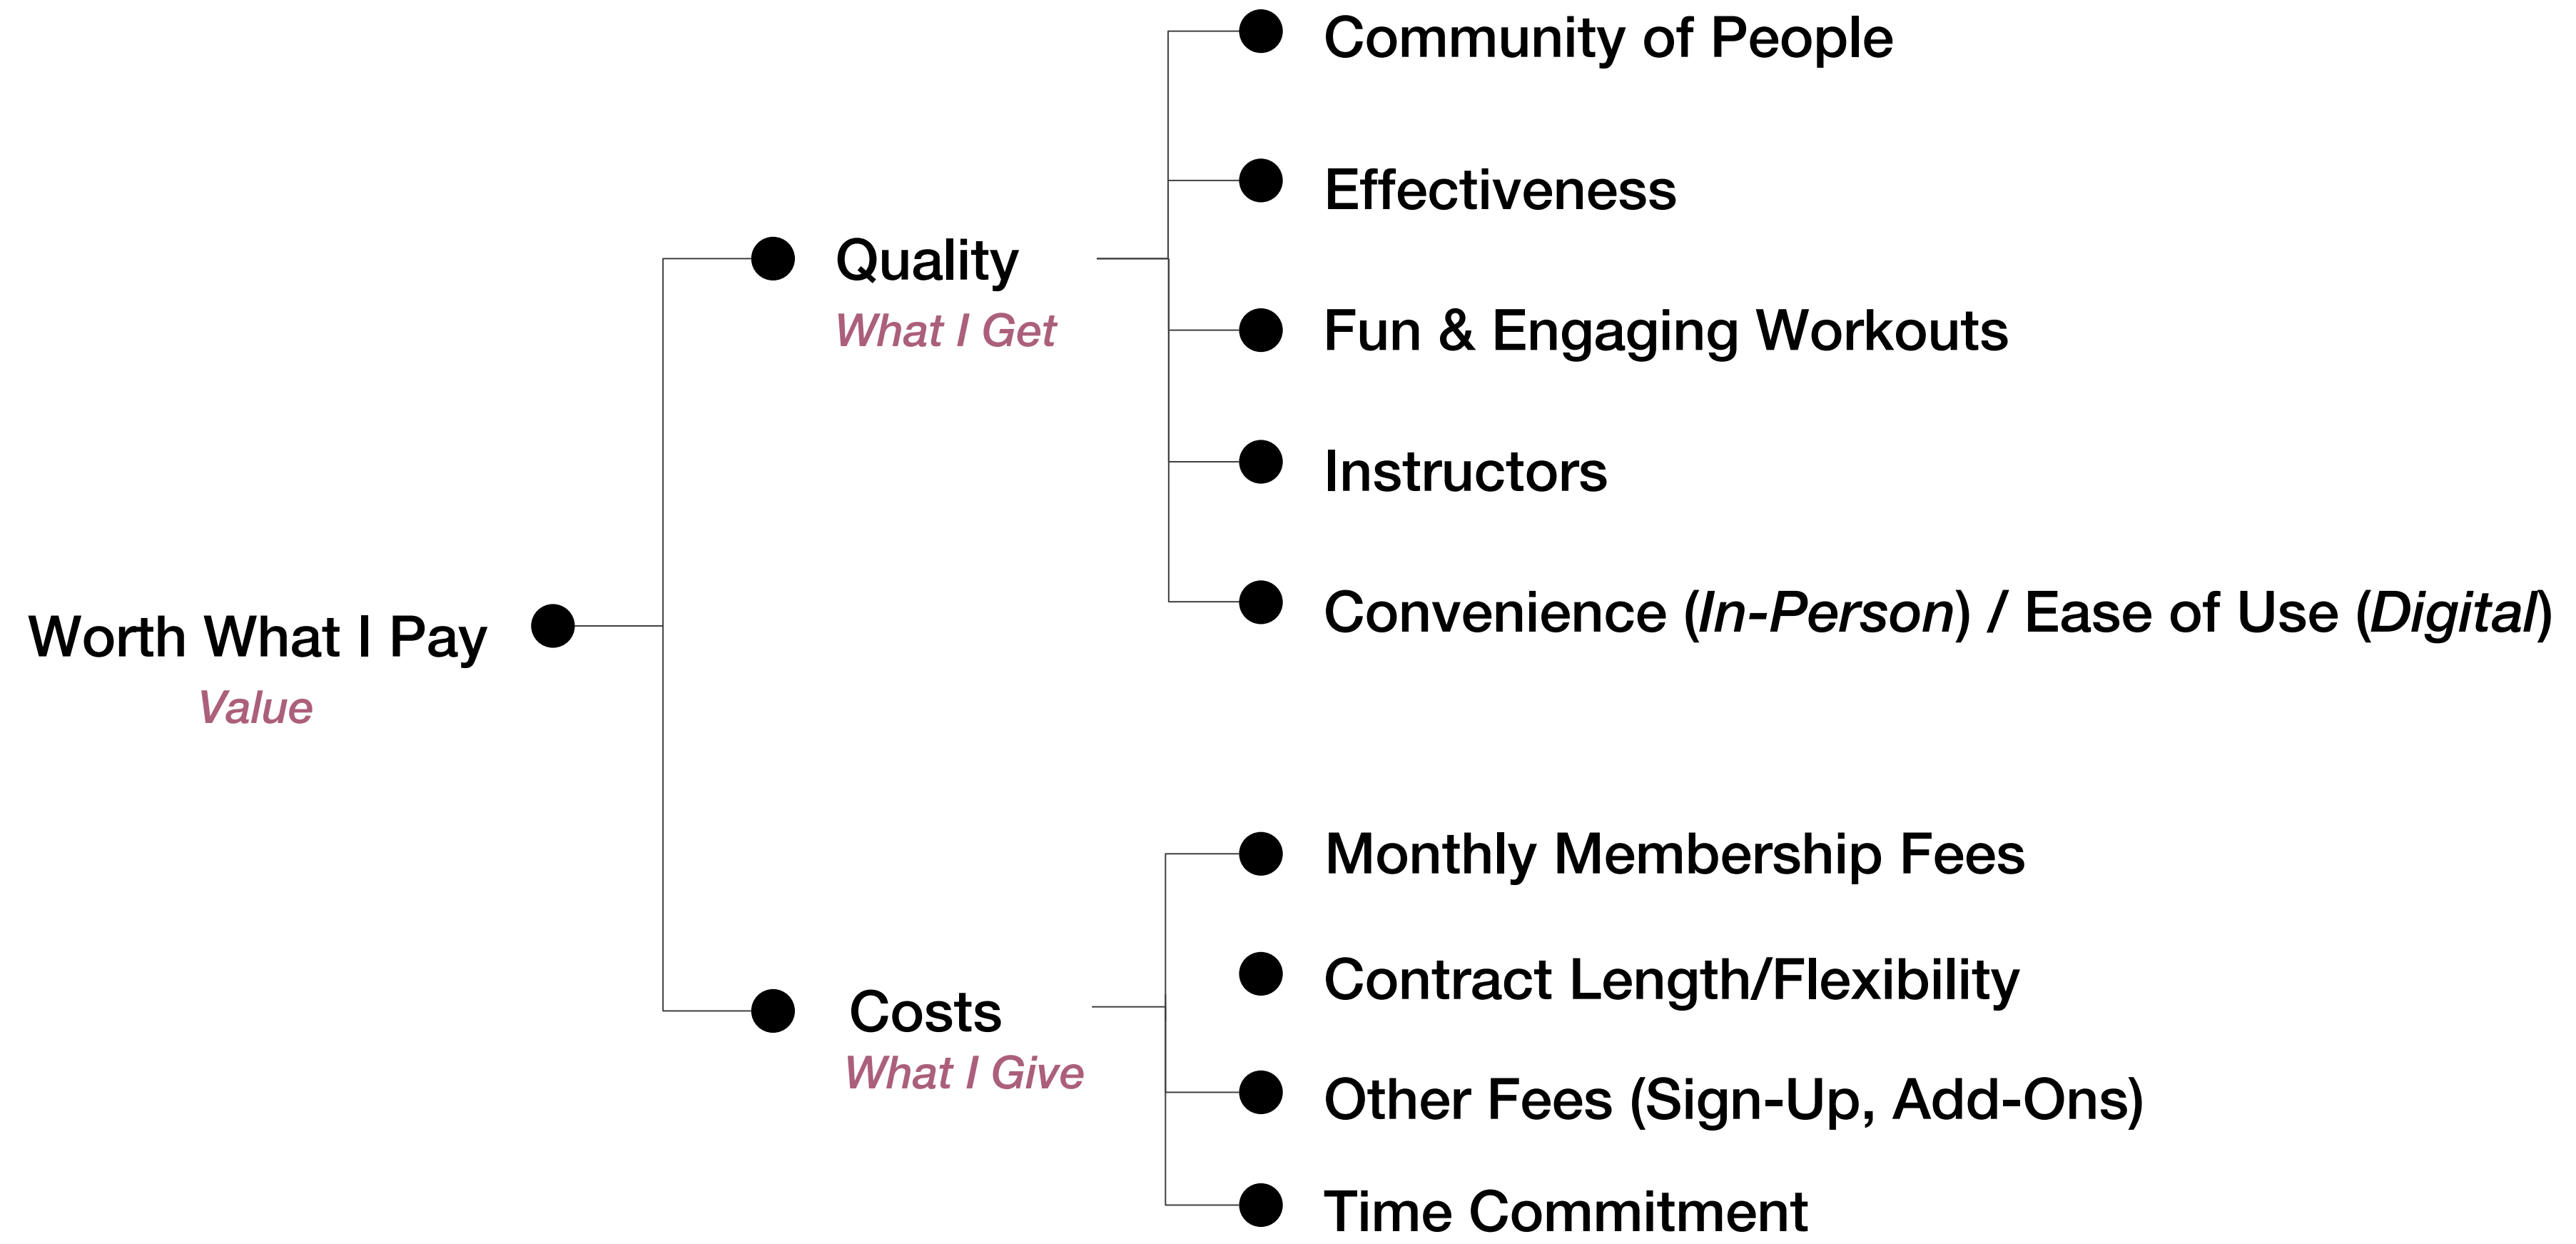 Worth What I Pay
Value
Quality
What I Get
Community of People
Effectiveness
Fun & Engaging Workouts
Instructors
Convenience (In-Person) / Ease of Use (Digital)
Costs
What I Give
Monthly Membership Fees
Contract Length/Flexibility
Other Fees (Sign-Up, Add-Ons)
Time Commitment